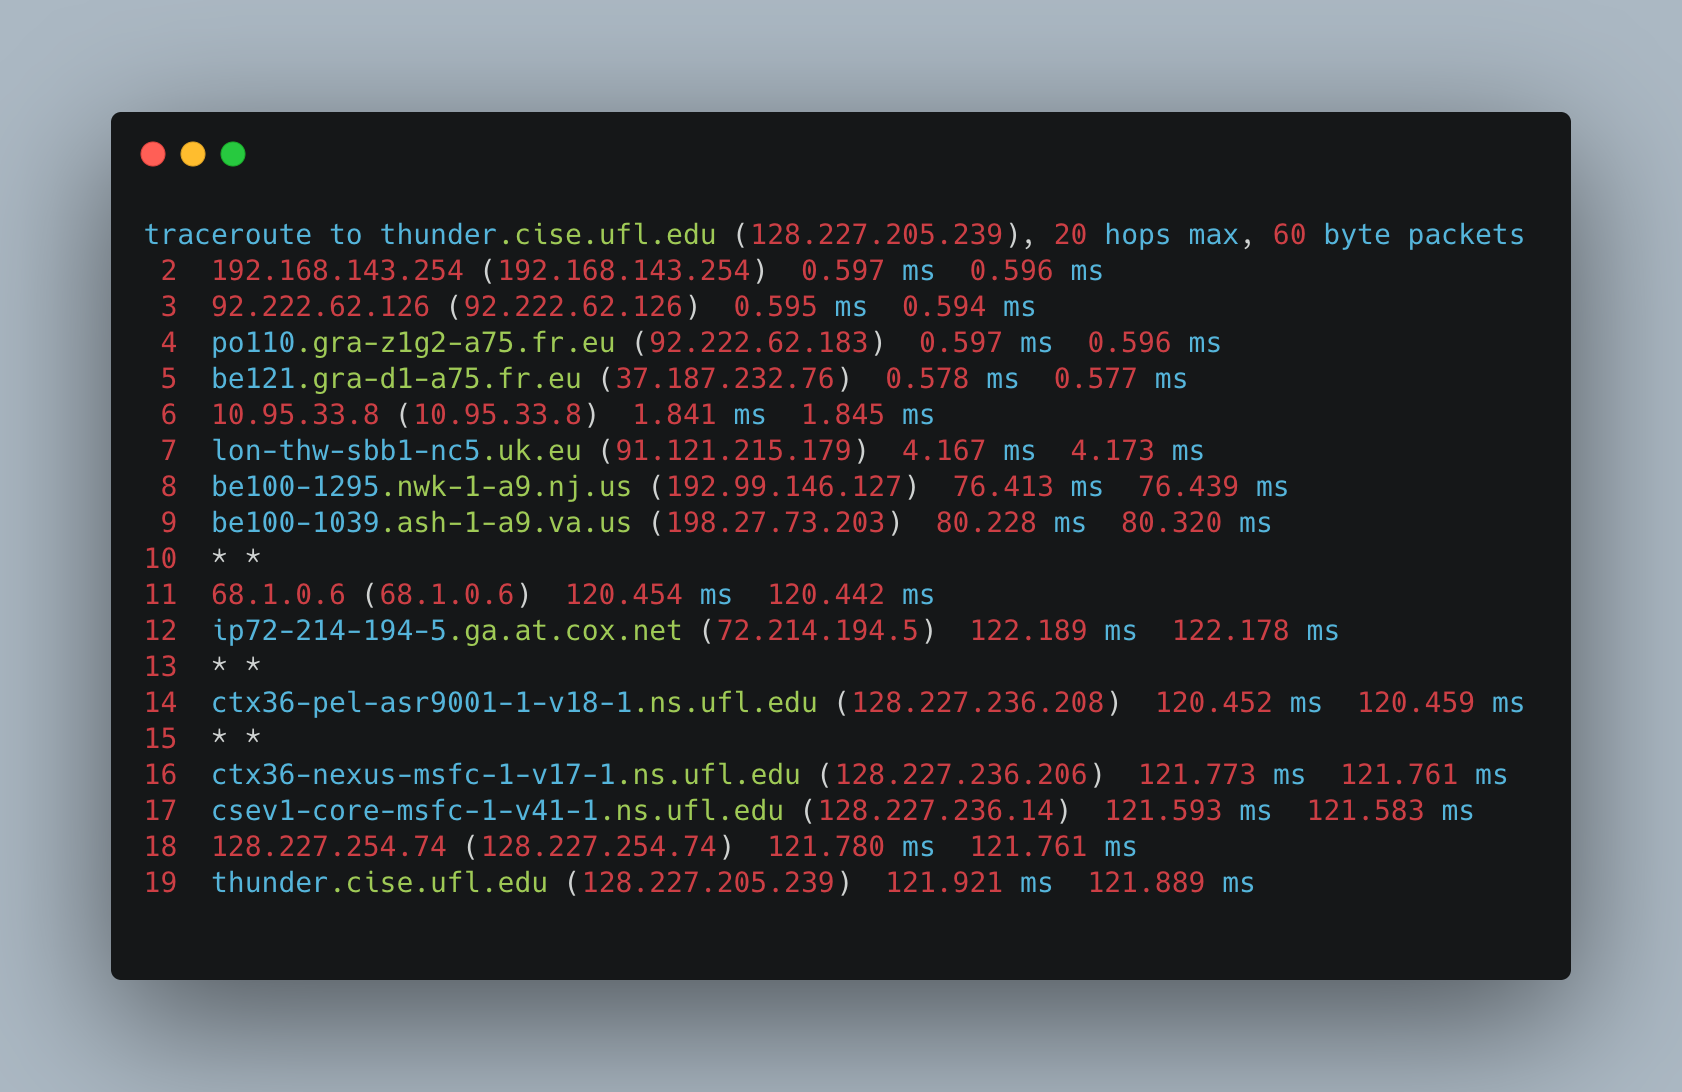 traceroute to thunder.cise.ufl.edu (128.227.205.239), 20 hops max, 60 byte packets
2  192.168.143.254 (192.168.143.254)  0.597 ms  0.596 ms
3  92.222.62.126 (92.222.62.126)  0.595 ms  0.594 ms
4  po110.gra-z1g2-a75.fr.eu (92.222.62.183)  0.597 ms  0.596 ms
5  be121.gra-d1-a75.fr.eu (37.187.232.76)  0.578 ms  0.577 ms
6  10.95.33.8 (10.95.33.8)  1.841 ms  1.845 ms
7  lon-thw-sbb1-nc5.uk.eu (91.121.215.179)  4.167 ms  4.173 ms
8  be100-1295.nwk-1-a9.nj.us (192.99.146.127)  76.413 ms  76.439 ms
9  be100-1039.ash-1-a9.va.us (198.27.73.203)  80.228 ms  80.320 ms
10  * *
11  68.1.0.6 (68.1.0.6)  120.454 ms  120.442 ms
12  ip72-214-194-5.ga.at.cox.net (72.214.194.5)  122.189 ms  122.178 ms
13  * *
14  ctx36-pel-asr9001-1-v18-1.ns.ufl.edu (128.227.236.208)  120.452 ms  120.459 ms
15  * *
16  ctx36-nexus-msfc-1-v17-1.ns.ufl.edu (128.227.236.206)  121.773 ms  121.761 ms
17  csev1-core-msfc-1-v41-1.ns.ufl.edu (128.227.236.14)  121.593 ms  121.583 ms
18  128.227.254.74 (128.227.254.74)  121.780 ms  121.761 ms
19  thunder.cise.ufl.edu (128.227.205.239)  121.921 ms  121.889 ms